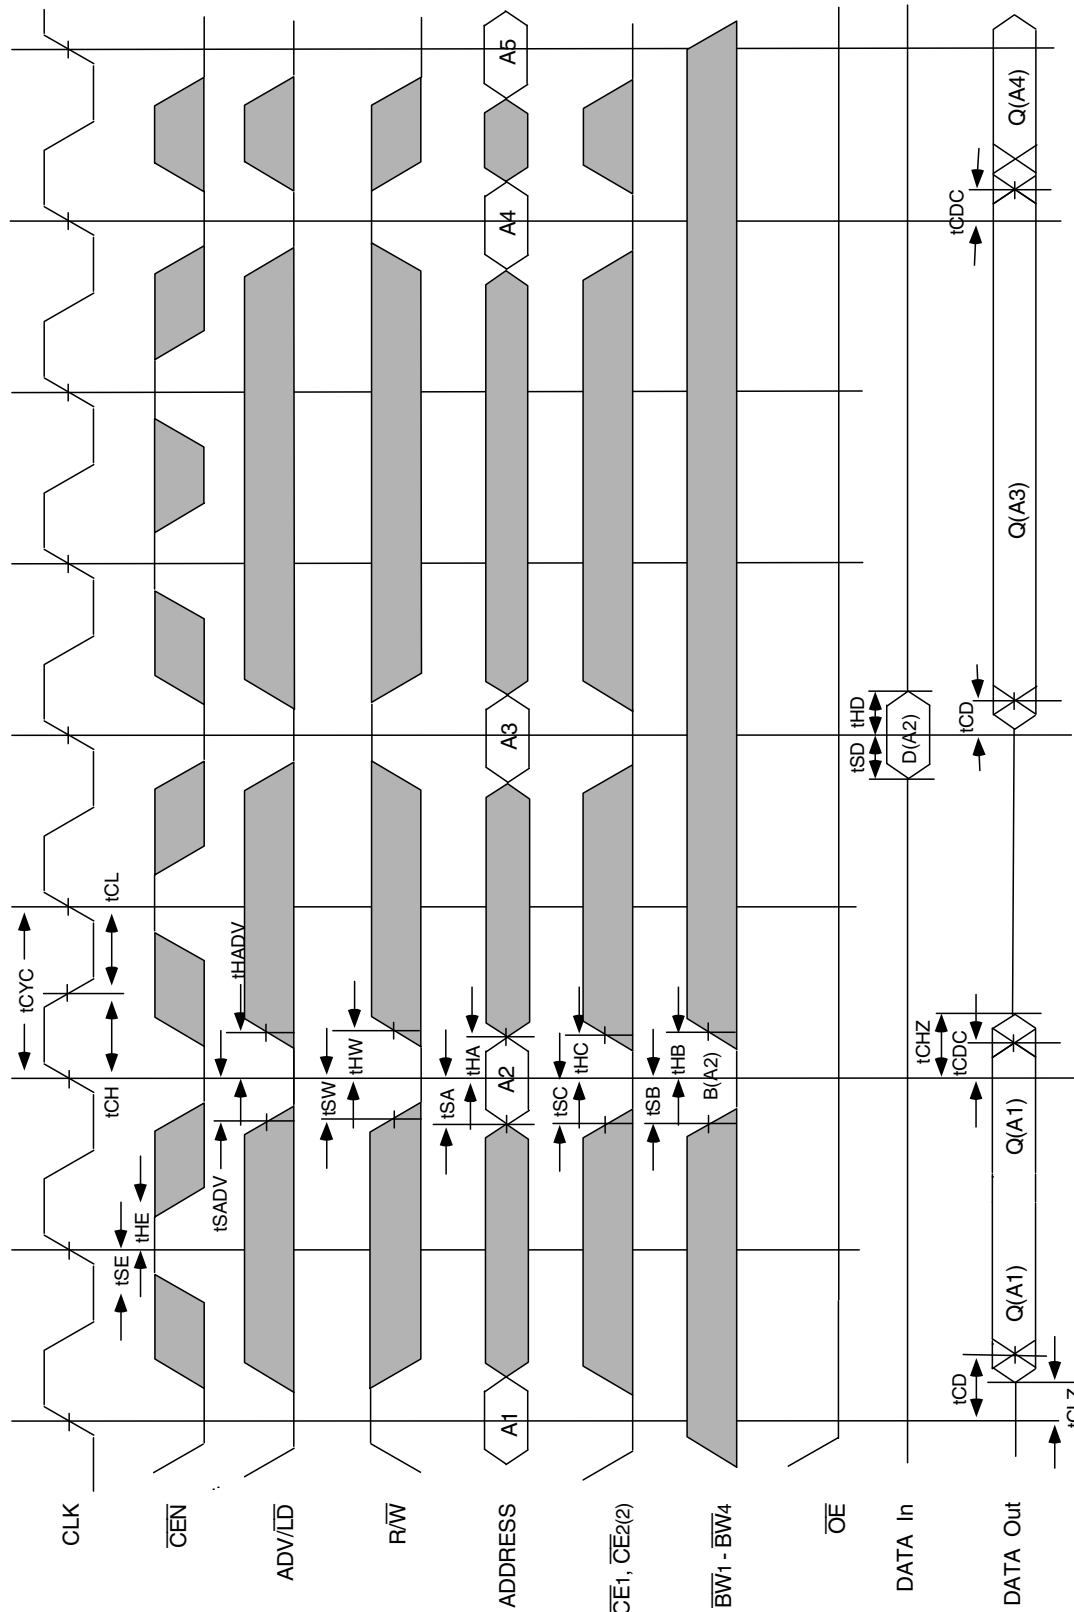 CLK
tCYC
tCH
tCL
CEN
tSE
tHE
ADV/LD
tSADV
tHADV
R/W
tSW
tHW
ADDRESS
A1
tSA
tHA
A2
A3
A4
A5
CE1, CE2(2)
tSC
tHC
BW1 - BW4
tSB
tHB
B(A2)
OE
DATA In
tSD
tHD
D(A2)
DATA Out
tCD
tCLZ
Q(A1)
Q(A1)
tCHZ
tCDC
tCD
Q(A3)
tCDC
Q(A4)